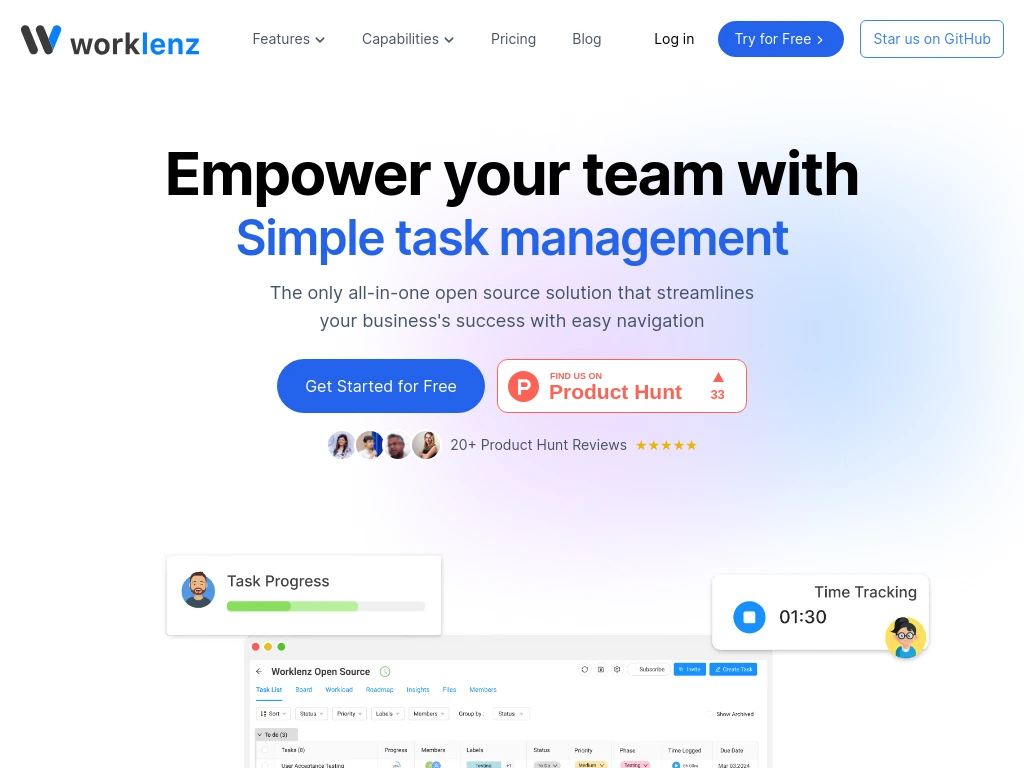 worklenz
Features
Capabilities
Pricing
Blog
Log in
Try for Free
Star us on GitHub
Empower your team with
Simple task management
The only all-in-one open source solution that streamlines
your business's success with easy navigation
Get Started for Free
P
FIND US ON
Product Hunt
33
20+ Product Hunt Reviews
Task Progress
Time Tracking
01:30
Worklenz Open Source
Subscribe
Invite
Create Task
Task List
Board
Workload
Roadmap
Insights
Files
Members
Sort
Status
Priority
Labels
Members
Group by :
Status
Show Archived
To do (3)
Tasks (8)
Progress
Members
Labels
Status
Priority
Phase
Time Logged
Due Date
User Acceptance Testing
Testing
+1
To Do
Medium
Testing
Mar 03,2024